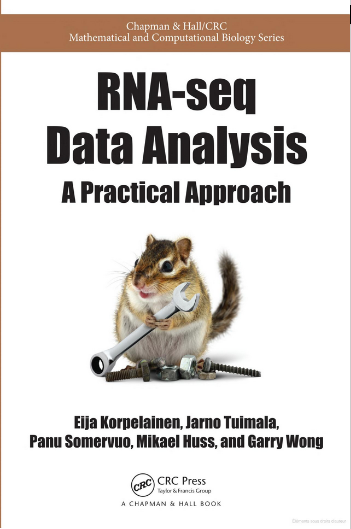 Chapman & Hall/CRC
Mathematical and Computational Biology Series
RNA-seq
Data Analysis
A Practical Approach
Eija Korpelainen, Jarno Tuimala,
Panu Somervuo, Mikael Huss, and Garry Wong
CRC
CRC Press
Taylor & Francis Group
A CHAPMAN & HALL BOOK